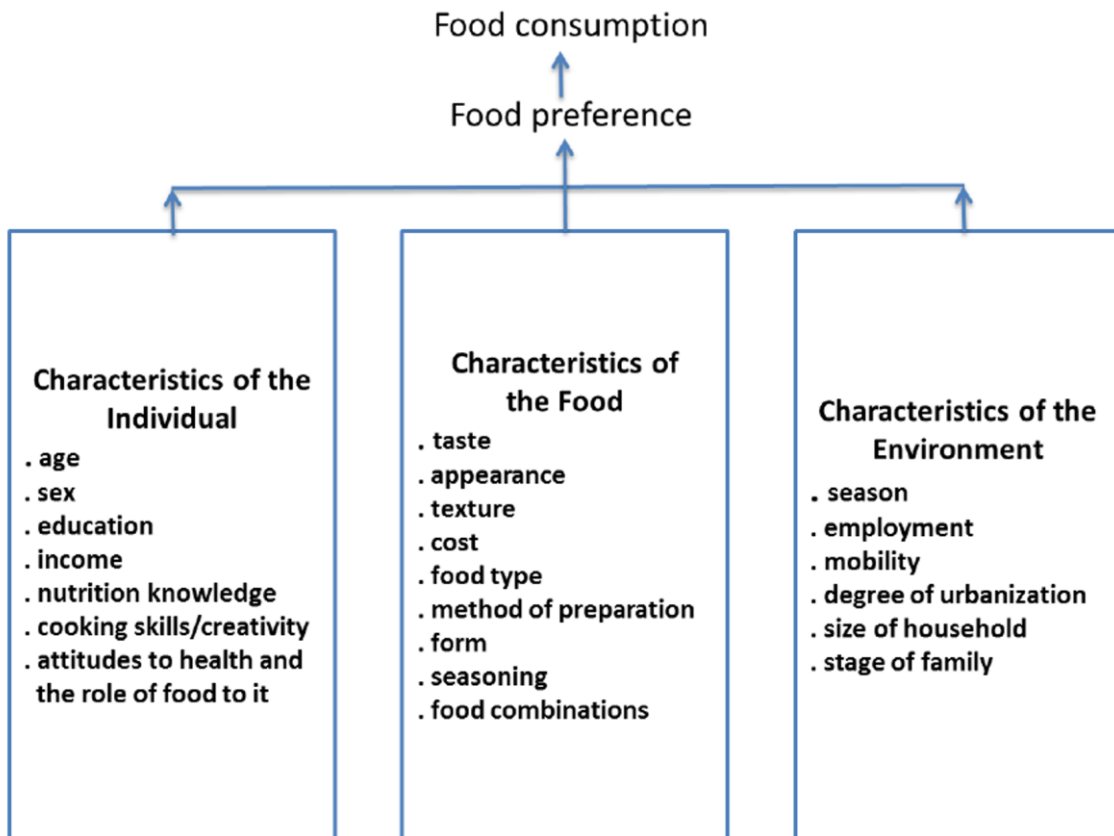 Food consumption
Food preference
Characteristics of the
Individual
. age
. sex
. education
. income
. nutrition knowledge
. cooking skills/creativity
. attitudes to health and
the role of food to it
Characteristics of
the Food
. taste
. appearance
. texture
. cost
. food type
. method of preparation
. form
. seasoning
. food combinations
Characteristics of the
Environment
. season
. employment
. mobility
. degree of urbanization
. size of household
. stage of family